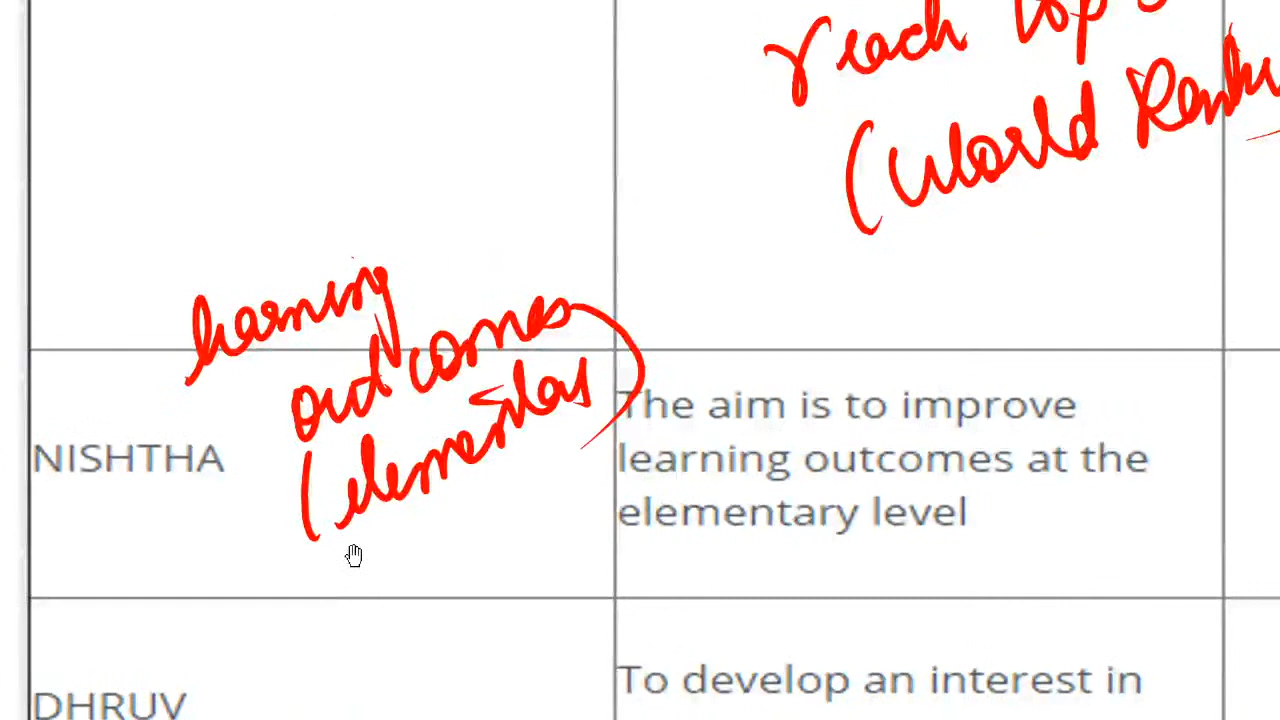 reach top
(World Ranki
learning
outcomes
(elementary
NISHTHA
The aim is to improve
learning outcomes at the
elementary level
DHRUV
To develop an interest in